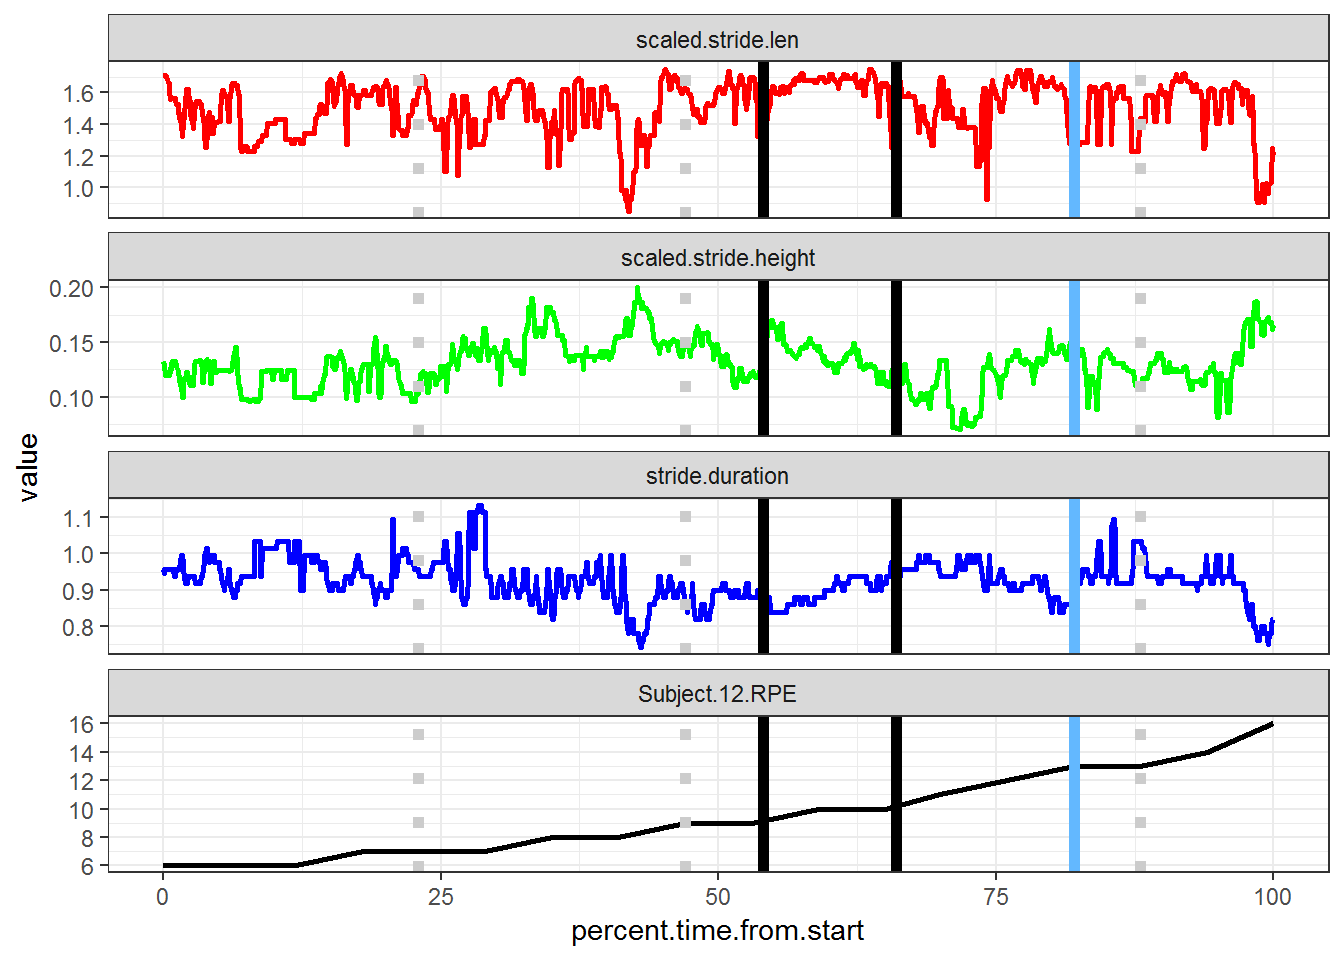 scaled.stride.len
1.6
1.4
1.2
1.0
scaled.stride.height
0.20
0.15
0.10
value
stride.duration
1.1
1.0
0.9
0.8
Subject.12.RPE
16
14
12
10
8
6
0 25 50 75 100
percent.time.from.start